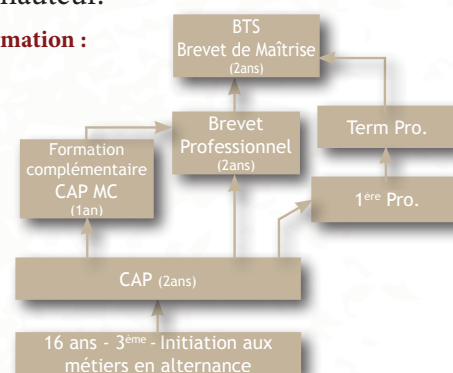 hauteur.
mation :
BTS
Brevet de Maîtrise
(2ans)
Brevet
Professionnel
(2ans)
Term Pro.
Formation
complémentaire
CAP MC
(1an)
1ère Pro.
CAP (2ans)
16 ans - 3ème - Initiation aux
métiers en alternance